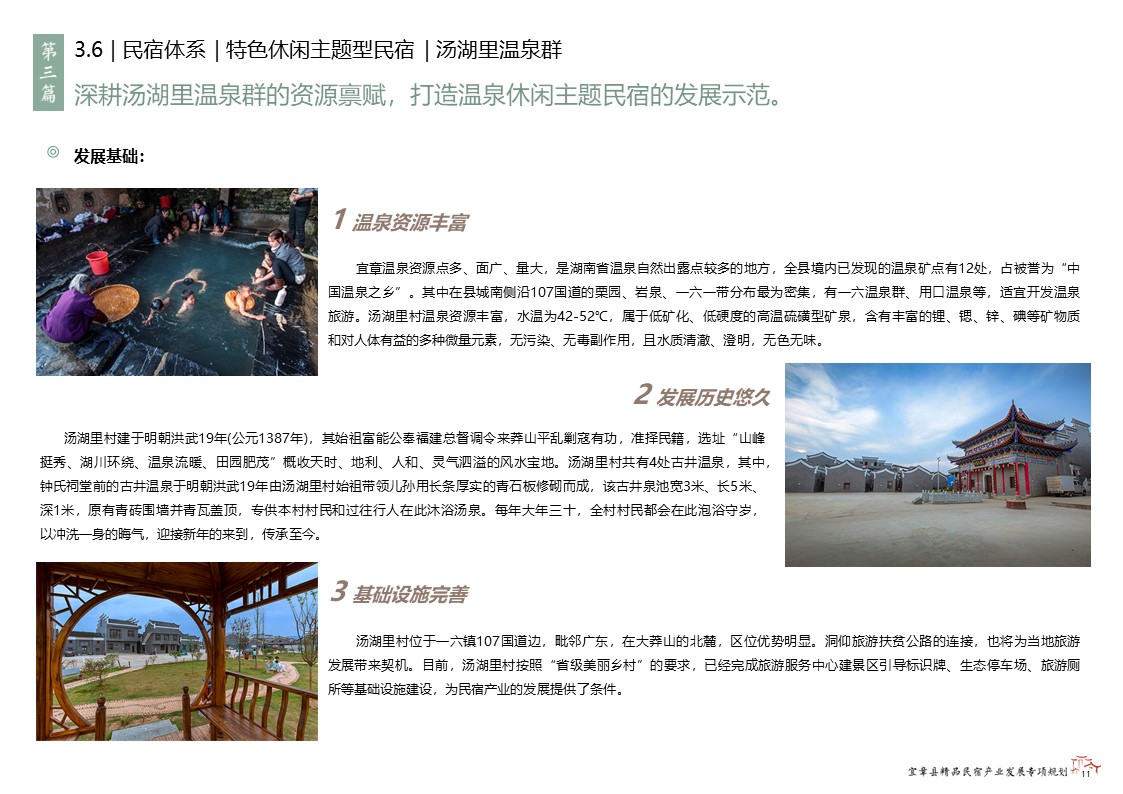 第三篇
3.6 | 民宿体系 | 特色休闲主题型民宿 | 汤湖里温泉群
深耕汤湖里温泉群的资源禀赋，打造温泉休闲主题民宿的发展示范。
◎ 发展基础：
1 温泉资源丰富
宜章温泉资源点多、面广、量大，是湖南省温泉自然出露点较多的地方，全县境内已发现的温泉矿点有12处，占被誉为“中
国温泉之乡”。其中在县城南侧沿107国道的栗园、岩泉、一六一带分布最为密集，有一六温泉群、用口温泉等，适宜开发温泉
旅游。汤湖里村温泉资源丰富，水温为42-52℃，属于低矿化、低硬度的高温硫磺型矿泉，含有丰富的锂、锶、锌、碘等矿物质
和对人体有益的多种微量元素，无污染、无毒副作用，且水质清澈、澄明，无色无味。
2 发展历史悠久
汤湖里村建于明朝洪武19年(公元1387年)，其始祖富能公奉福建总督调令来莽山平乱剿寇有功，准择民籍，选址“山峰
挺秀、湖川环绕、温泉流暖、田园肥茂”概收天时、地利、人和、灵气泗溢的风水宝地。汤湖里村共有4处古井温泉，其中，
钟氏祠堂前的古井温泉于明朝洪武19年由汤湖里村始祖带领儿孙用长条厚实的青石板修砌而成，该古井泉池宽3米、长5米、
深1米，原有青砖围墙并青瓦盖顶，专供本村村民和过往行人在此沐浴汤泉。每年大年三十，全村村民都会在此泡浴守岁，
以冲洗一身的晦气，迎接新年的来到，传承至今。
3 基础设施完善
汤湖里村位于一六镇107国道边，毗邻广东，在大莽山的北麓，区位优势明显。洞仰旅游扶贫公路的连接，也将为当地旅游
发展带来契机。目前，汤湖里村按照“省级美丽乡村”的要求，已经完成旅游服务中心建景区引导标识牌、生态停车场、旅游厕
所等基础设施建设，为民宿产业的发展提供了条件。
宜章县精品民宿产业发展专项规划 11